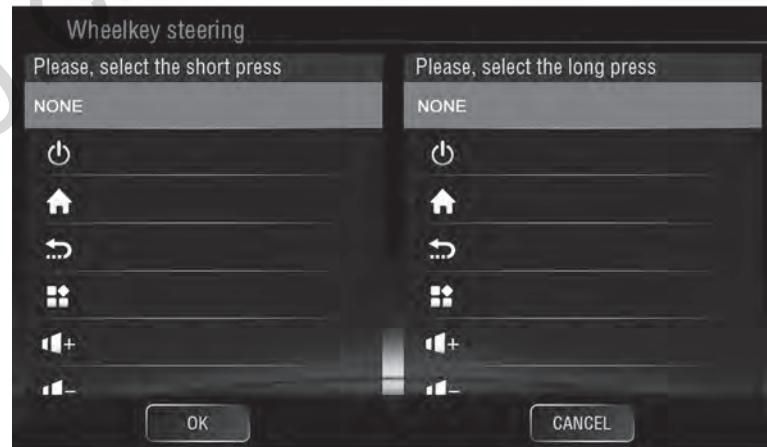 Wheelkey steering
Please, select the short press
Please, select the long press
NONE
NONE
+
+
–
–
OK
CANCEL